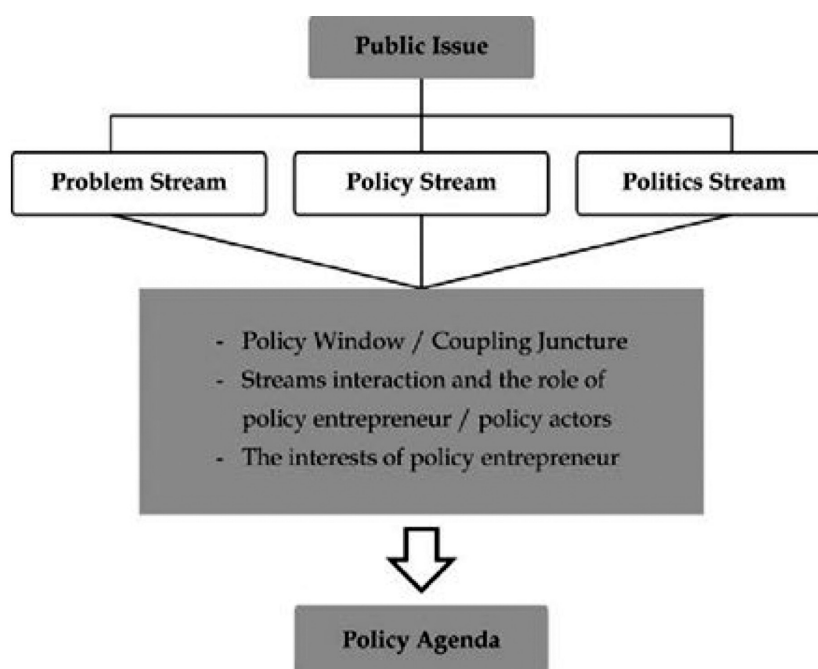 Public Issue
Problem Stream
Policy Stream
Politics Stream
- Policy Window / Coupling Juncture
- Streams interaction and the role of
policy entrepreneur / policy actors
- The interests of policy entrepreneur
Policy Agenda